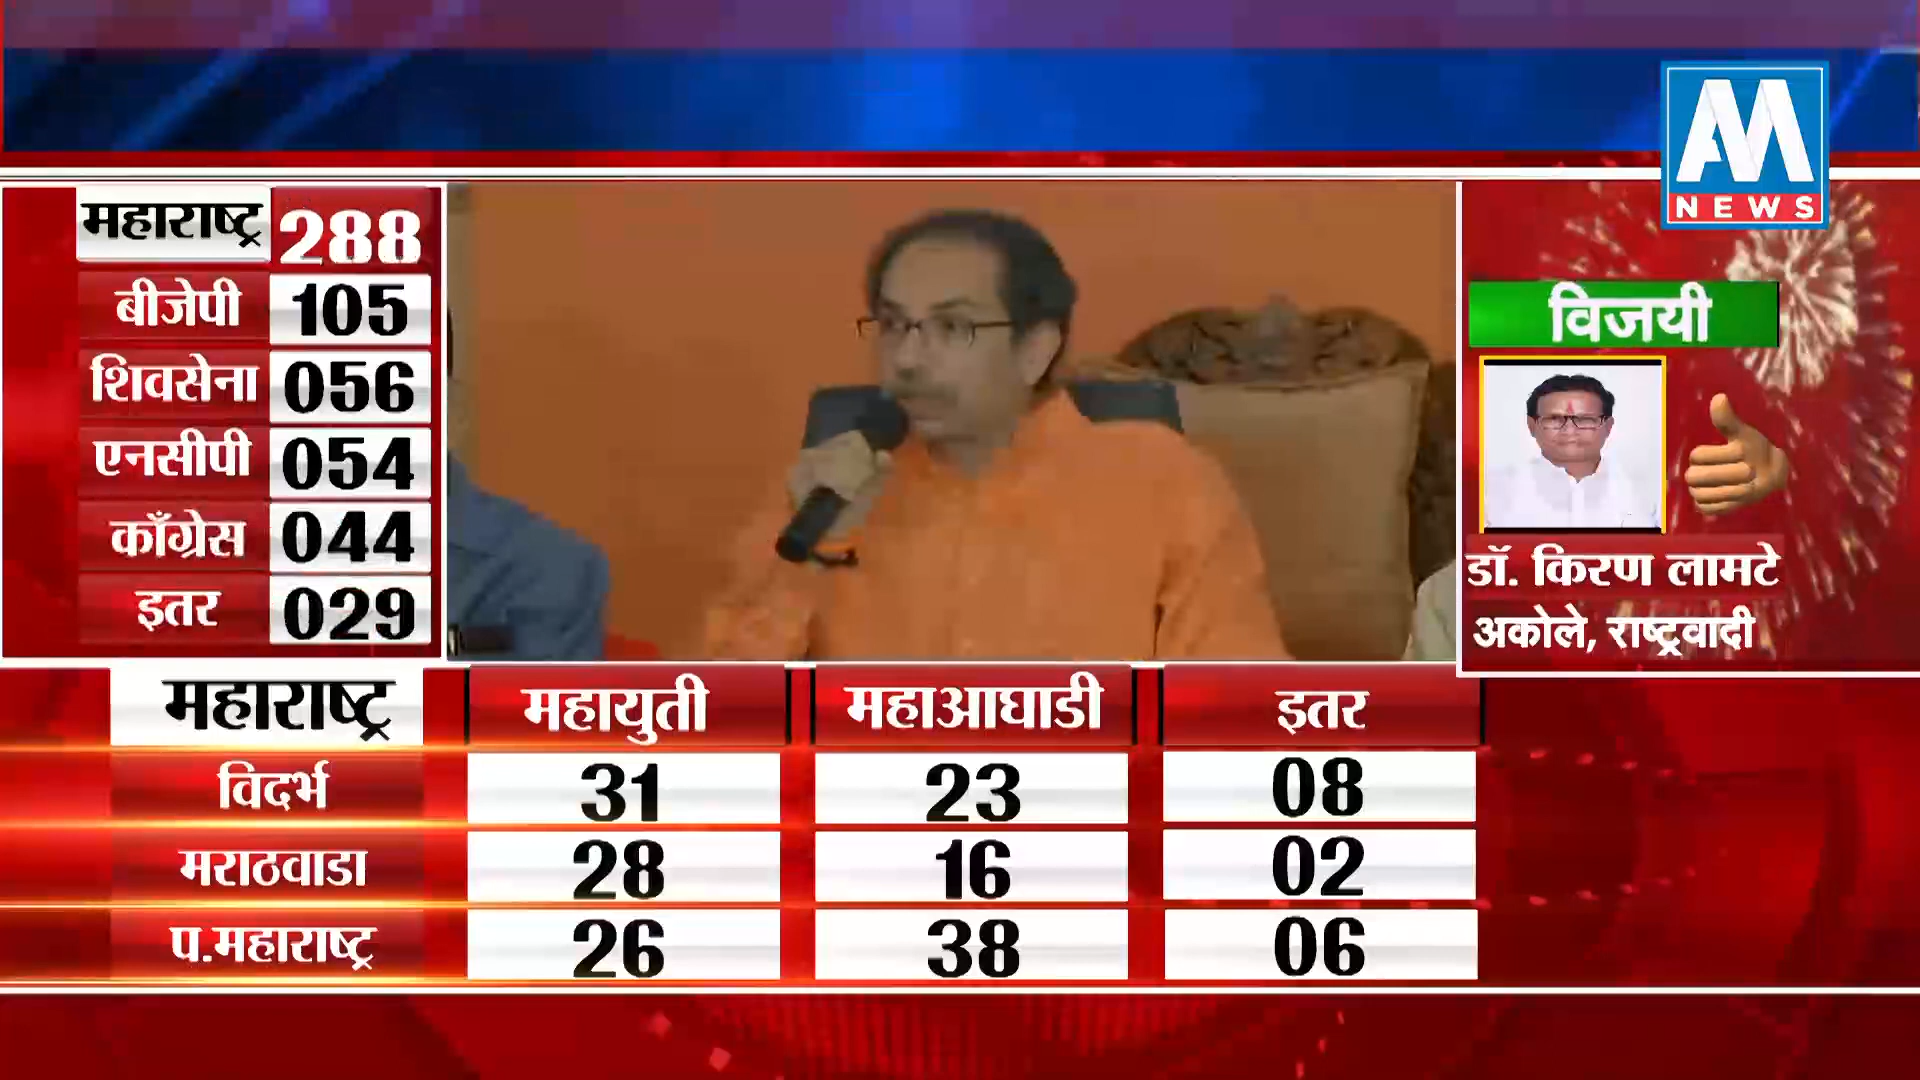 AM
NEWS
महाराष्ट्र 288
बीजेपी 105
शिवसेना 056
एनसीपी 054
काँग्रेस 044
इतर 029
विजयी
डॉ. किरण लामटे
अकोले, राष्ट्रवादी
महाराष्ट्र महायुती महाआघाडी इतर
विदर्भ 31 23 08
मराठवाडा 28 16 02
प.महाराष्ट्र 26 38 06